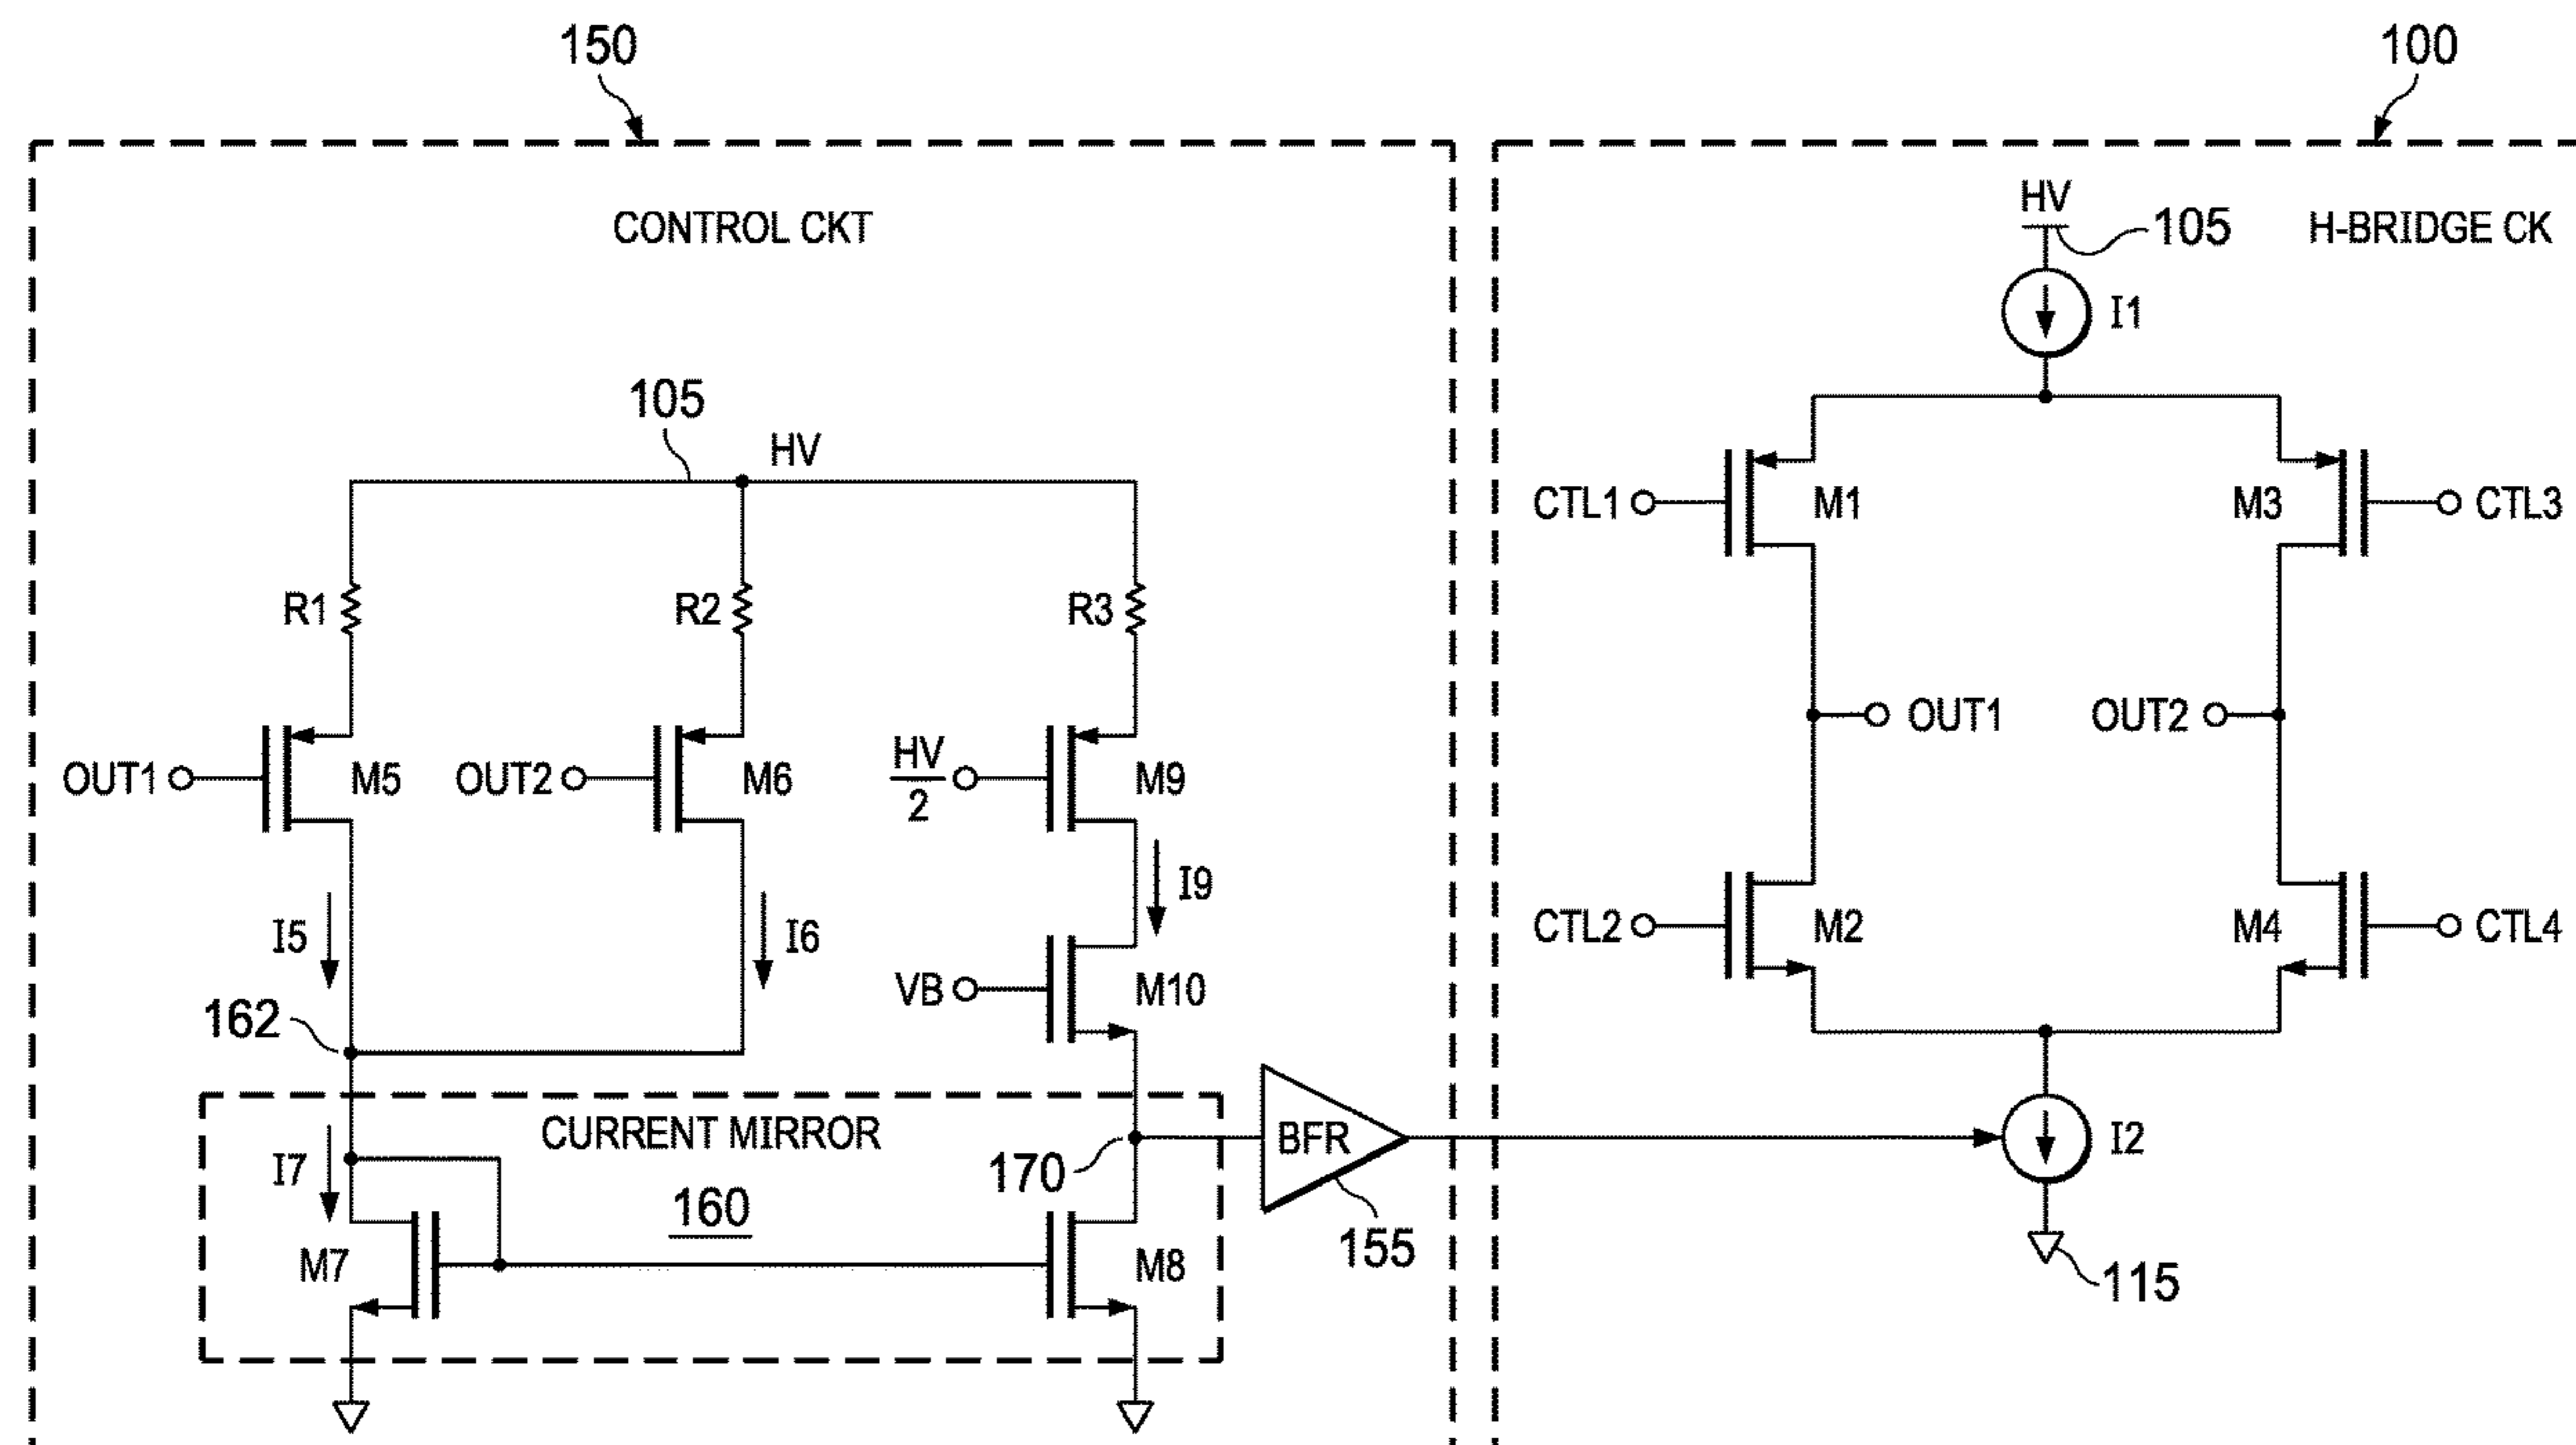 150
100
CONTROL CKT
HV
105
H-BRIDGE CK
I1
105
HV
CTL1
M1
M3
CTL3
R1
R2
R3
OUT1
OUT2
OUT1
M5
OUT2
M6
HV
2
M9
I5
I6
I9
CTL2
M2
M4
CTL4
VB
M10
162
CURRENT MIRROR
I7
160
170
BFR
I2
M7
M8
155
115